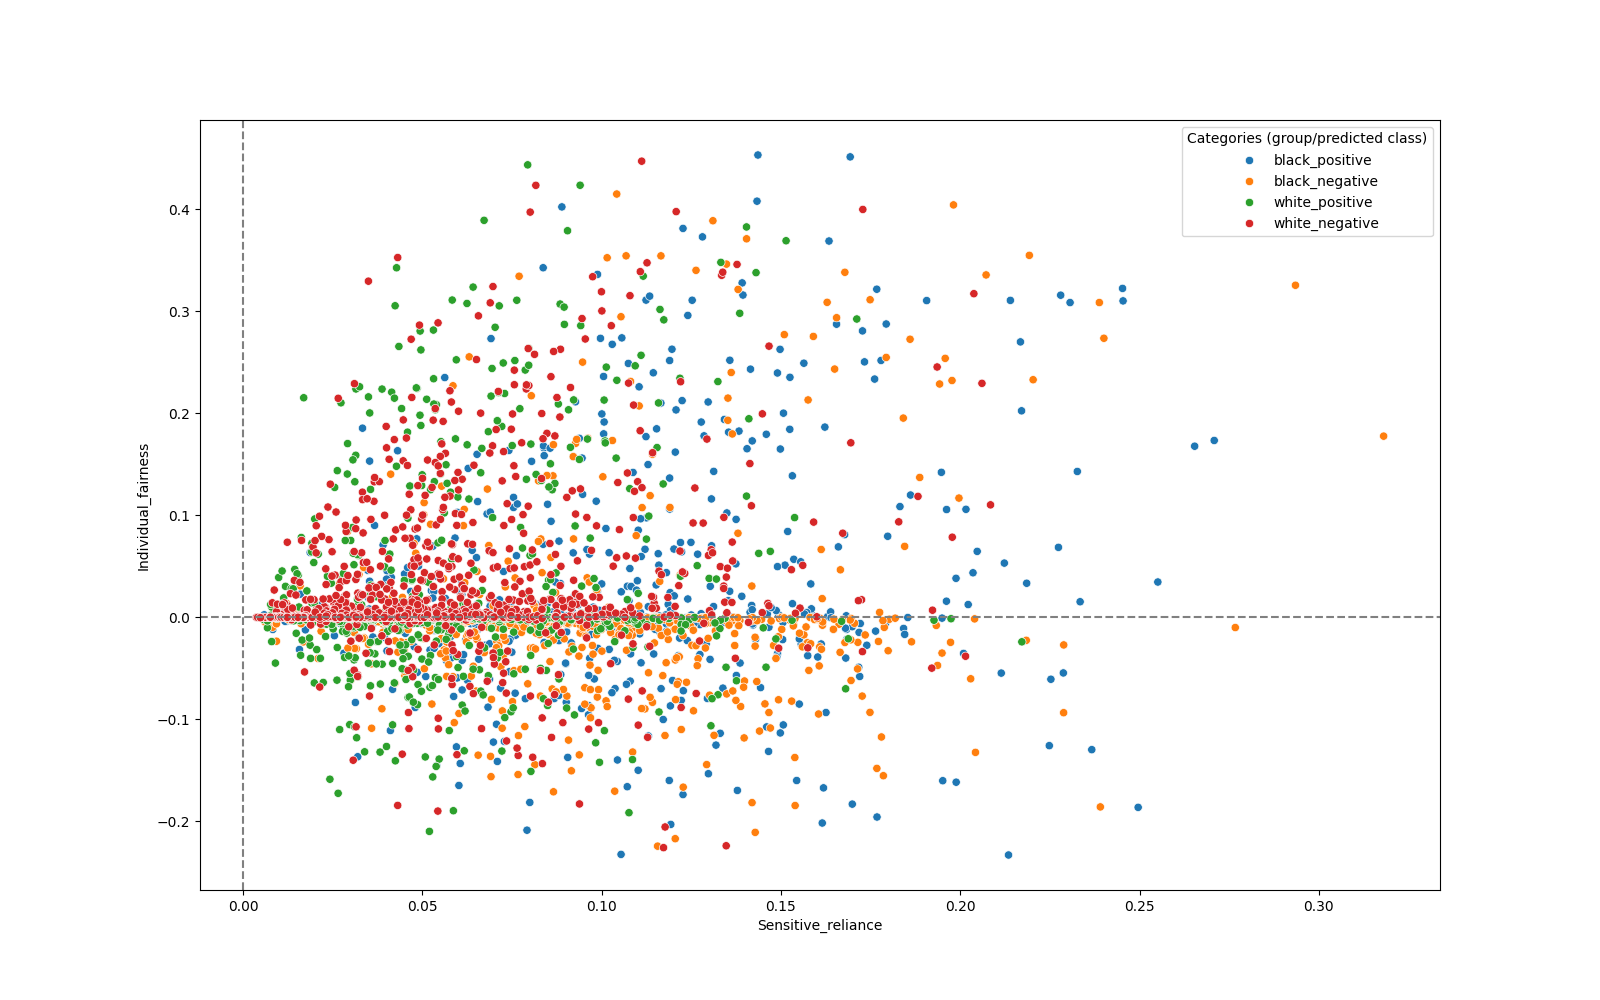 Categories (group/predicted class)
black_positive
black_negative
white_positive
white_negative
Individual_fairness
0.4
0.3
0.2
0.1
0.0
−0.1
−0.2
0.00 0.05 0.10 0.15 0.20 0.25 0.30
Sensitive_reliance